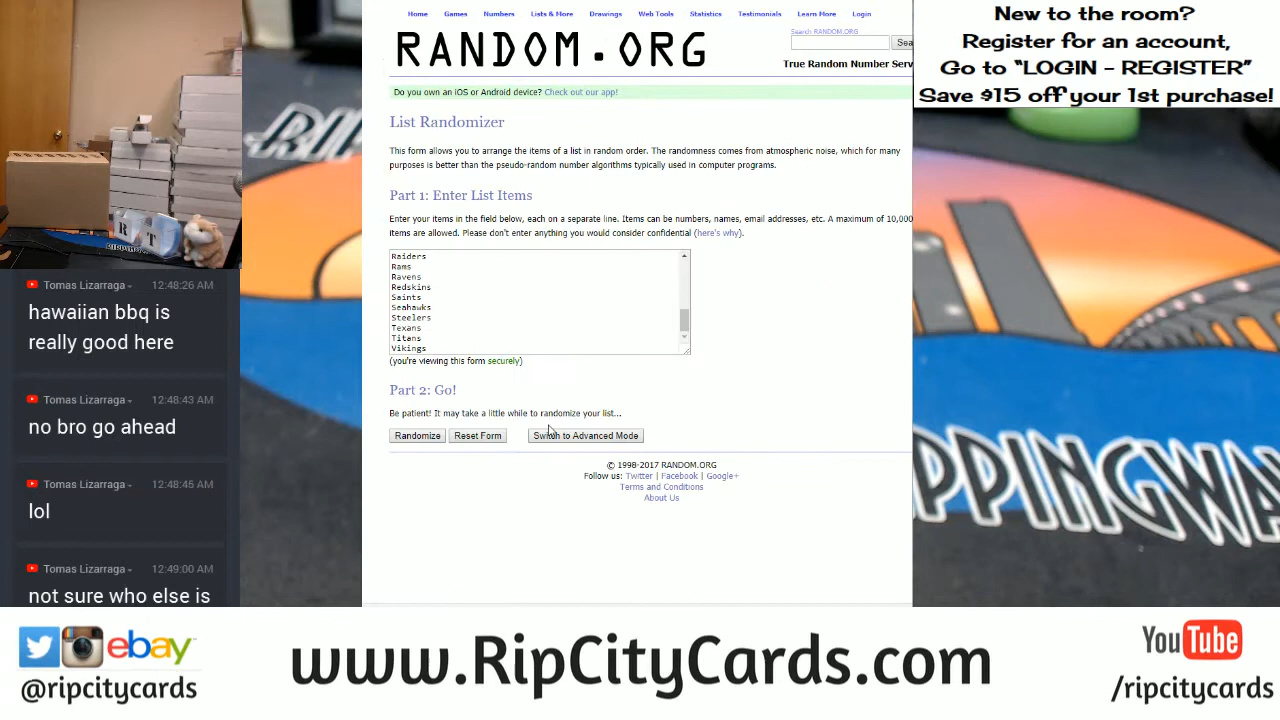 Home Games Numbers Lists & More Drawings Web Tools Statistics Testimonials Learn More Login
RANDOM.ORG
Search RANDOM.ORG
Sea
True Random Number Serv
Do you own an iOS or Android device? Check out our app!
List Randomizer
This form allows you to arrange the items of a list in random order. The randomness comes from atmospheric noise, which for many
purposes is better than the pseudo-random number algorithms typically used in computer programs.
Part 1: Enter List Items
Enter your items in the field below, each on a separate line. Items can be numbers, names, email addresses, etc. A maximum of 10,000
items are allowed. Please don't enter anything you would consider confidential (here's why).
Raiders
Rams
Ravens
Redskins
Saints
Seahawks
Steelers
Texans
Titans
Vikings
(you're viewing this form securely)
Part 2: Go!
Be patient! It may take a little while to randomize your list...
Randomize Reset Form Switch to Advanced Mode
© 1998-2017 RANDOM.ORG
Follow us: Twitter | Facebook | Google+
Terms and Conditions
About Us
New to the room?
Register for an account,
Go to "LOGIN - REGISTER"
Save $15 off your 1st purchase!
Tomas Lizarraga 12:48:26 AM
hawaiian bbq is
really good here
Tomas Lizarraga 12:48:43 AM
no bro go ahead
Tomas Lizarraga 12:48:45 AM
lol
Tomas Lizarraga 12:49:00 AM
not sure who else is
RIP
PPINGWA
R T
ebay
@ripcitycards
www.RipCityCards.com
YouTube
/ripcitycards